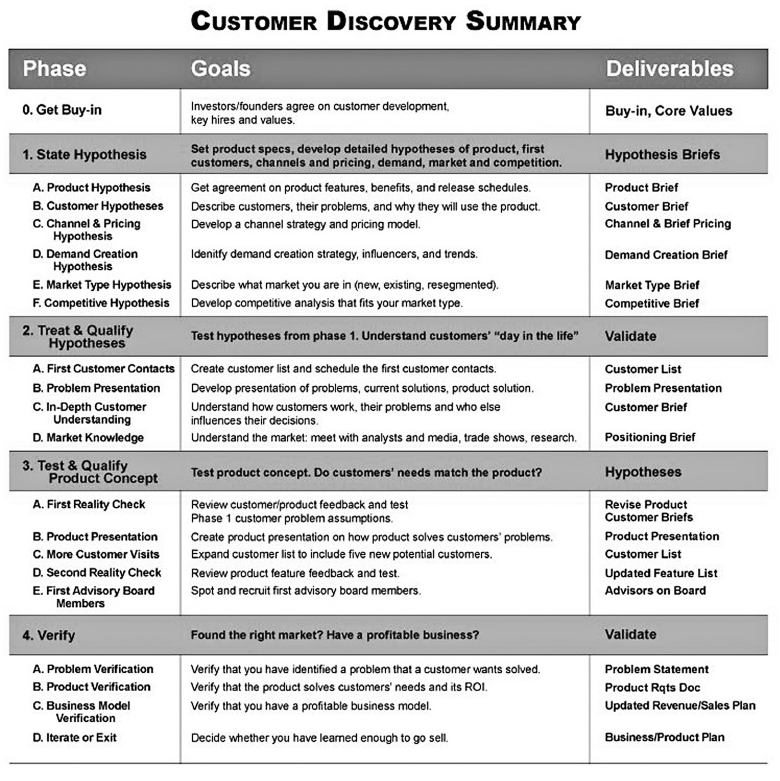 CUSTOMER DISCOVERY SUMMARY
Phase Goals Deliverables
0. Get Buy-in Investors/founders agree on customer development, Buy-in, Core Values
key hires and values.
1. State Hypothesis Set product specs, develop detailed hypotheses of product, first Hypothesis Briefs
customers, channels and pricing, demand, market and competition.
A. Product Hypothesis Get agreement on product features, benefits, and release schedules. Product Brief
B. Customer Hypotheses Describe customers, their problems, and why they will use the product. Customer Brief
C. Channel & Pricing Develop a channel strategy and pricing model. Channel & Brief Pricing
Hypothesis
D. Demand Creation Idenitfy demand creation strategy, influencers, and trends. Demand Creation Brief
Hypothesis
E. Market Type Hypothesis Describe what market you are in (new, existing, resegmented). Market Type Brief
F. Competitive Hypothesis Develop competitive analysis that fits your market type. Competitive Brief
2. Treat & Qualify Test hypotheses from phase 1. Understand customers' “day in the life” Validate
Hypotheses
A. First Customer Contacts Create customer list and schedule the first customer contacts. Customer List
B. Problem Presentation Develop presentation of problems, current solutions, product solution. Problem Presentation
C. In-Depth Customer Understand how customers work, their problems and who else Customer Brief
Understanding influences their decisions.
D. Market Knowledge Understand the market: meet with analysts and media, trade shows, research. Positioning Brief
3. Test & Qualify Test product concept. Do customers' needs match the product? Hypotheses
Product Concept
A. First Reality Check Review customer/product feedback and test Revise Product
Phase 1 customer problem assumptions. Customer Briefs
B. Product Presentation Create product presentation on how product solves customers' problems. Product Presentation
C. More Customer Visits Expand customer list to include five new potential customers. Customer List
D. Second Reality Check Review product feature feedback and test. Updated Feature List
E. First Advisory Board Spot and recruit first advisory board members. Advisors on Board
Members
4. Verify Found the right market? Have a profitable business? Validate
A. Problem Verification Verify that you have identified a problem that a customer wants solved. Problem Statement
B. Product Verification Verify that the product solves customers' needs and its ROI. Product Rqts Doc
C. Business Model Verify that you have a profitable business model. Updated Revenue/Sales Plan
Verification
D. Iterate or Exit Decide whether you have learned enough to go sell. Business/Product Plan